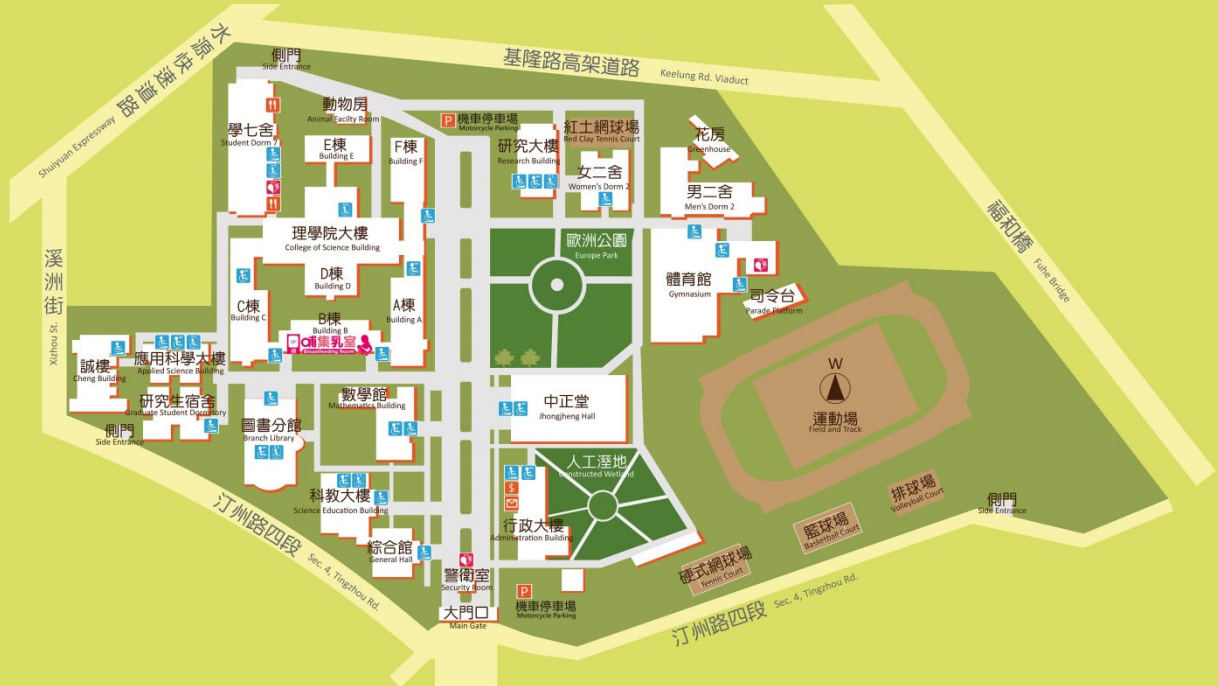 水源快速道路
Shuiyuan Expressway
側門
Side Entrance
基隆路高架道路
Keelung Rd. Viaduct
動物房
Animal Facilty Room
P
機車停車場
Motorcycle Parking
紅土網球場
Red Clay Tennis Court
學七舍
Student Dorm 7
E棟
Building E
F棟
Building F
研究大樓
Research Building
女二舍
Women's Dorm 2
花房
Greenhouse
男二舍
Men's Dorm 2
福和橋
Fuhe Bridge
理學院大樓
College of Science Building
歐洲公園
Europe Park
溪洲街
Xizhou St.
D棟
Building D
C棟
Building C
A棟
Building A
體育館
Gymnasium
司令台
Parade Platform
B棟
Building B
哺集乳室
Breastfeeding Room
誠樓
Cheng Building
應用科學大樓
Applied Science Building
研究生宿舍
Graduate Student Dormitory
側門
Side Entrance
數學館
Mathematics Building
圖書分館
Branch Library
中正堂
Jhongjheng Hall
W
運動場
Field and Track
人工溼地
Constructed Wetland
科教大樓
Science Education Building
$
行政大樓
Administration Building
排球場
Volleyball Court
側門
Side Entrance
籃球場
Basketball Court
綜合館
General Hall
硬式網球場
Tennis Court
警衛室
Security Room
P
機車停車場
Motorcycle Parking
大門口
Main Gate
汀州路四段
Sec. 4, Tingzhou Rd.
汀州路四段
Sec. 4, Tingzhou Rd.